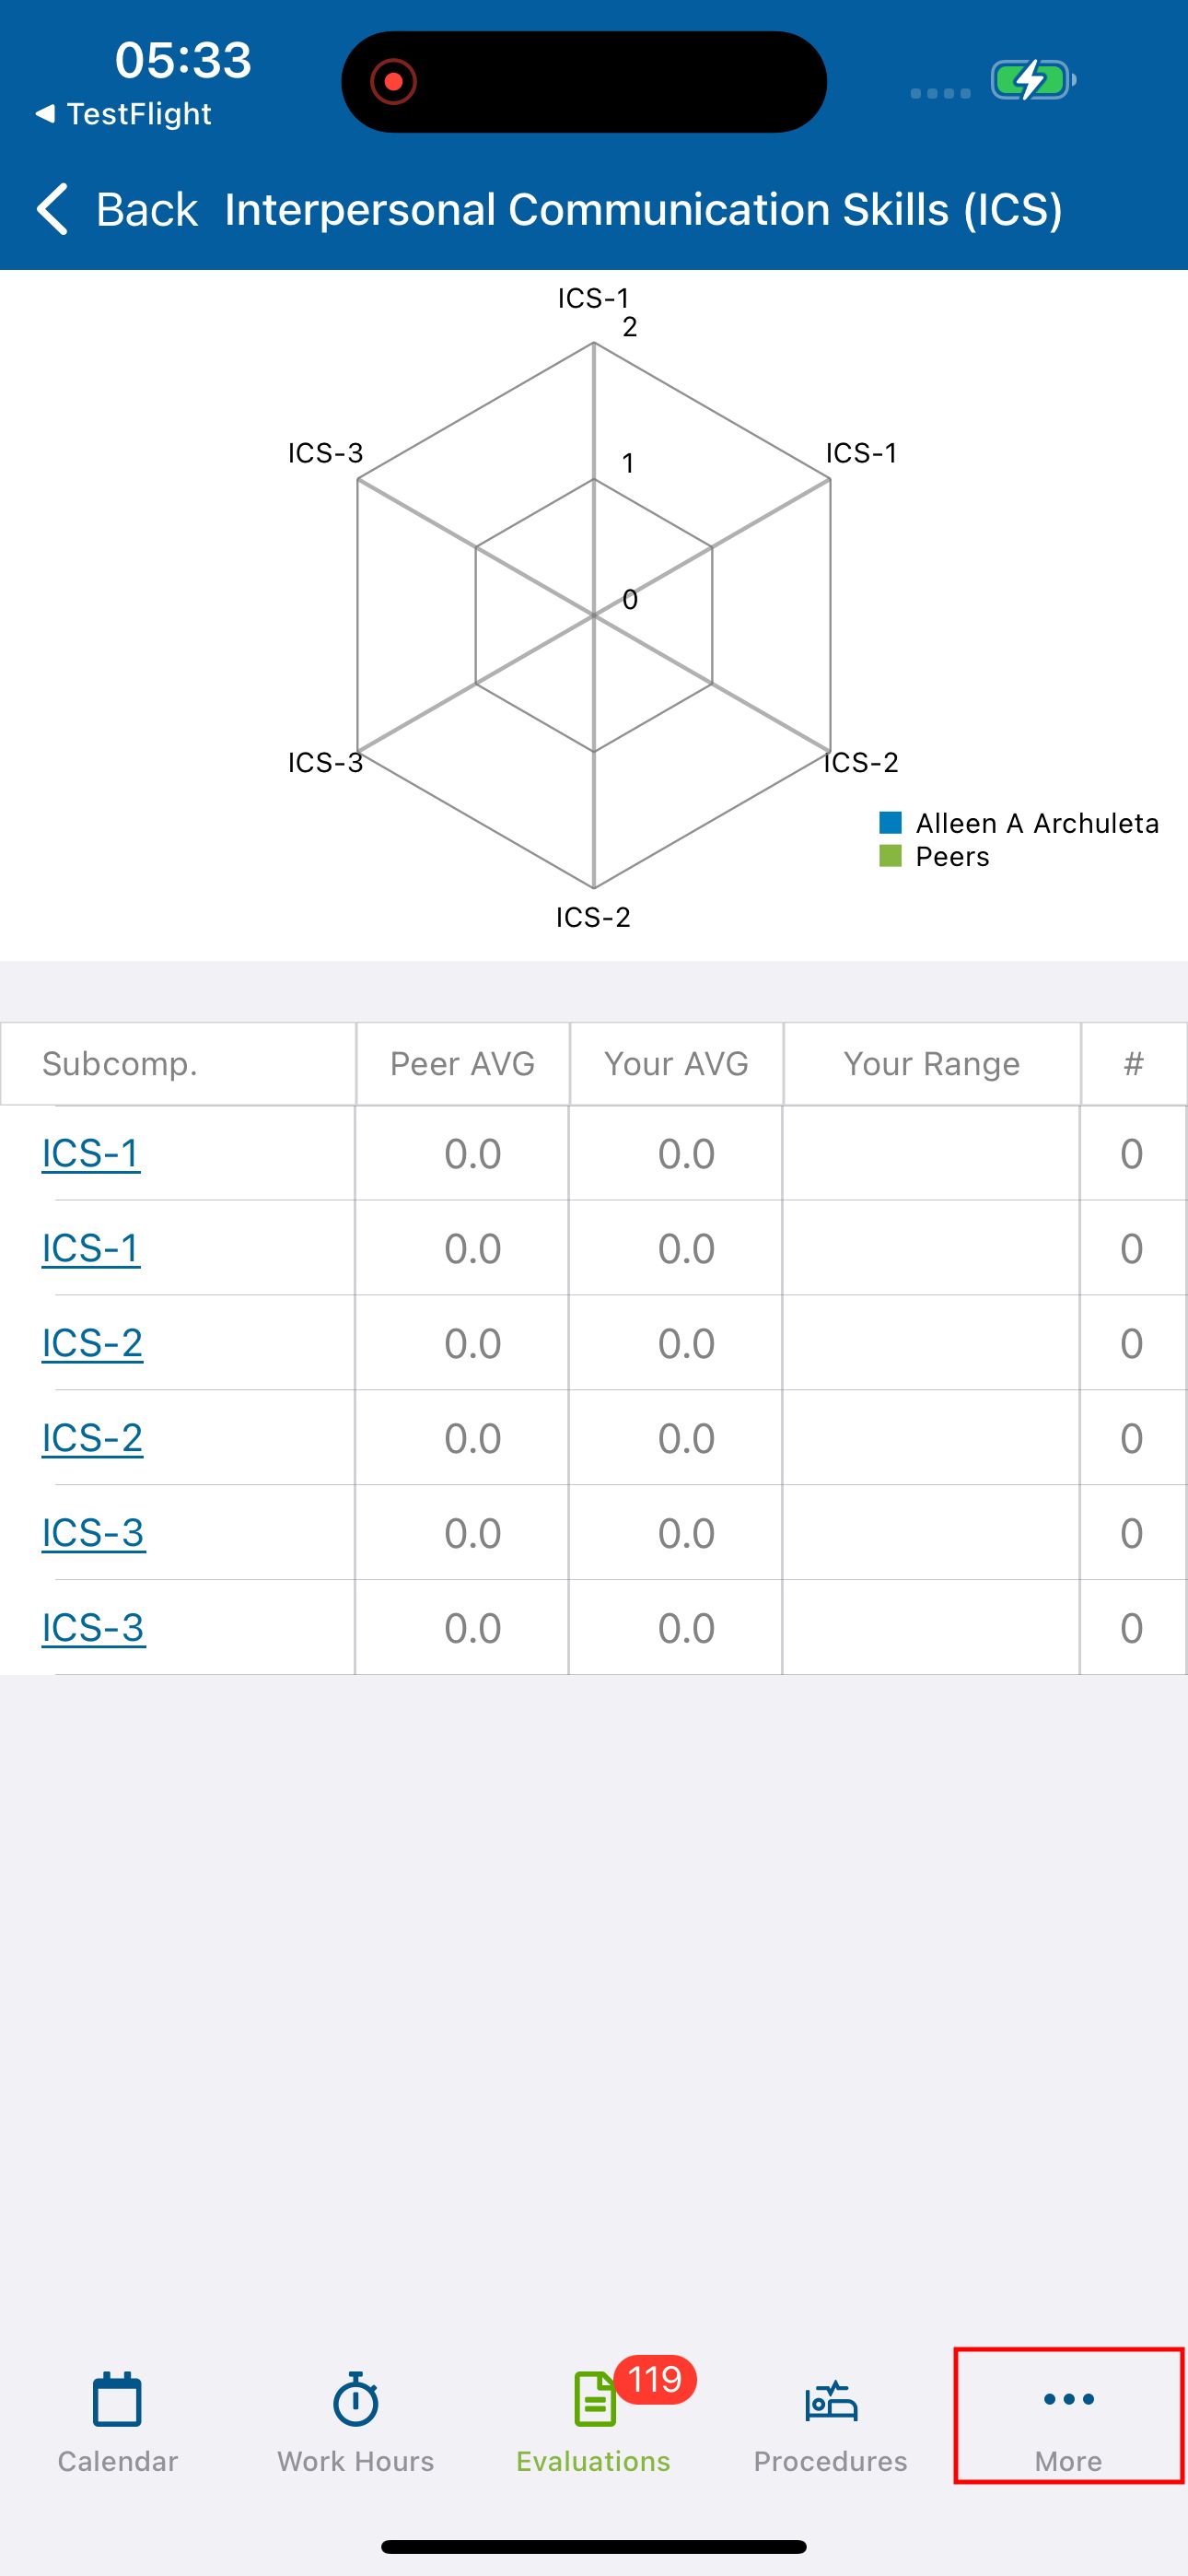 05:33
TestFlight
Back Interpersonal Communication Skills (ICS)
ICS-1
2
ICS-3 1 ICS-1
0
ICS-3 ICS-2
Alleen A Archuleta
Peers
ICS-2
Subcomp. Peer AVG Your AVG Your Range #
ICS-1 0.0 0.0 0
ICS-1 0.0 0.0 0
ICS-2 0.0 0.0 0
ICS-2 0.0 0.0 0
ICS-3 0.0 0.0 0
ICS-3 0.0 0.0 0
119
Calendar Work Hours Evaluations Procedures More